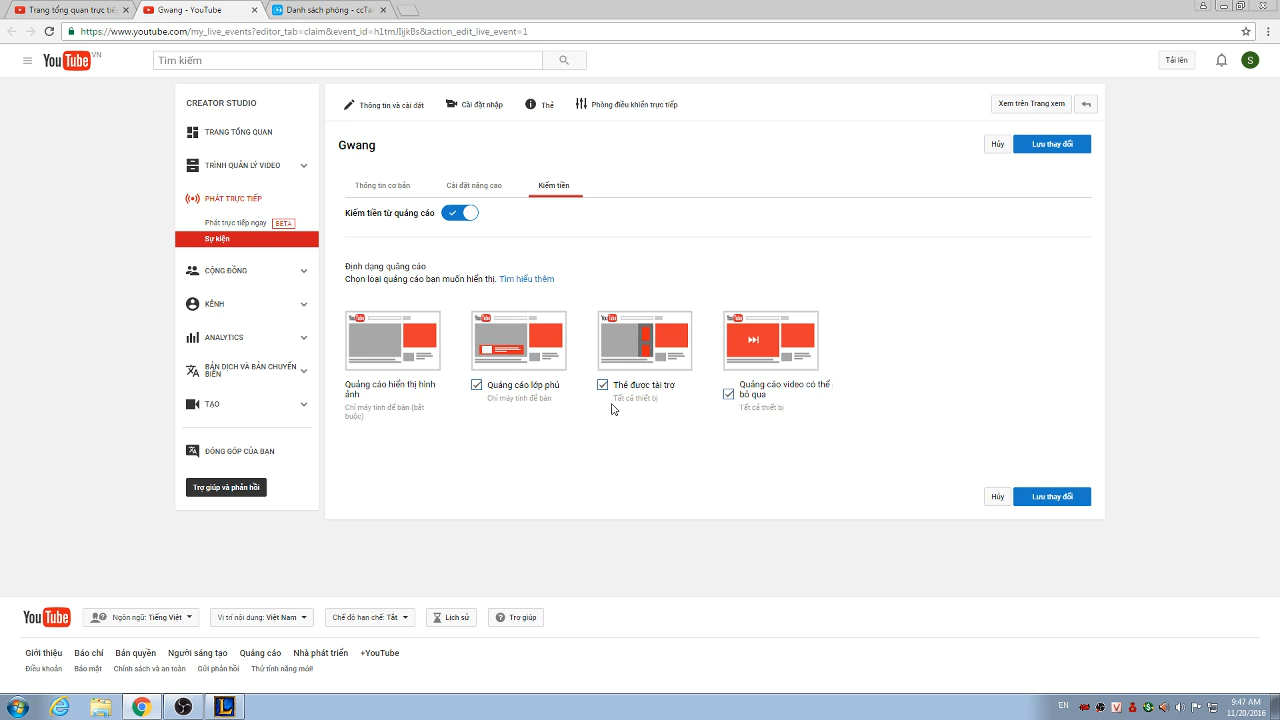 Trang tổng quan trực tiế
Gwang - YouTube
Danh sách phòng - ccTal
https://www.youtube.com/my_live_events?editor_tab=claim&event_id=h1tmJIijkBs&action_edit_live_event=1
YouTube VN
Tìm kiếm
Tải lên
S
CREATOR STUDIO
TRANG TỔNG QUAN
TRÌNH QUẢN LÝ VIDEO
PHÁT TRỰC TIẾP
Phát trực tiếp ngay BETA
Sự kiện
CỘNG ĐỒNG
KÊNH
ANALYTICS
BẢN DỊCH VÀ BẢN CHUYỂN
BIÊN
TẠO
ĐÓNG GÓP CỦA BẠN
Trợ giúp và phản hồi
Thông tin và cài đặt
Cài đặt nhập
Thẻ
Phòng điều khiển trực tiếp
Xem trên Trang xem
Gwang
Hủy
Lưu thay đổi
Thông tin cơ bản
Cài đặt nâng cao
Kiếm tiền
Kiếm tiền từ quảng cáo
Định dạng quảng cáo
Chọn loại quảng cáo bạn muốn hiển thị. Tìm hiểu thêm
YouTube
YouTube
YouTube
YouTube
Quảng cáo hiển thị hình
ảnh
Chỉ máy tính để bàn (bắt
buộc)
Quảng cáo lớp phủ
Chỉ máy tính để bàn
Thẻ được tài trợ
Tất cả thiết bị
Quảng cáo video có thể
bỏ qua
Tất cả thiết bị
Hủy
Lưu thay đổi
YouTube
Ngôn ngữ: Tiếng Việt
Vị trí nội dung: Việt Nam
Chế độ hạn chế: Tắt
Lịch sử
Trợ giúp
Giới thiệu
Báo chí
Bản quyền
Người sáng tạo
Quảng cáo
Nhà phát triển
+YouTube
Điều khoản
Bảo mật
Chính sách và an toàn
Gửi phản hồi
Thử tính năng mới!
EN
9:47 AM
11/20/2016